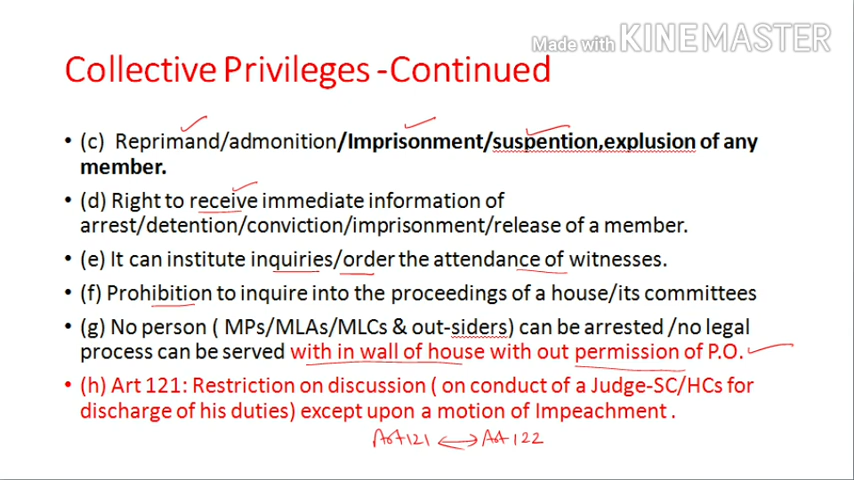 Made with KINEMASTER
Collective Privileges -Continued
• (c) Reprimand/admonition/Imprisonment/suspention,explusion of any
member.
• (d) Right to receive immediate information of
arrest/detention/conviction/imprisonment/release of a member.
• (e) It can institute inquiries/order the attendance of witnesses.
• (f) Prohibition to inquire into the proceedings of a house/its committees
• (g) No person ( MPs/MLAs/MLCs & out-siders) can be arrested /no legal
process can be served with in wall of house with out permission of P.O.
• (h) Art 121: Restriction on discussion ( on conduct of a Judge-SC/HCs for
discharge of his duties) except upon a motion of Impeachment .
Art 121 ↔ Art 122